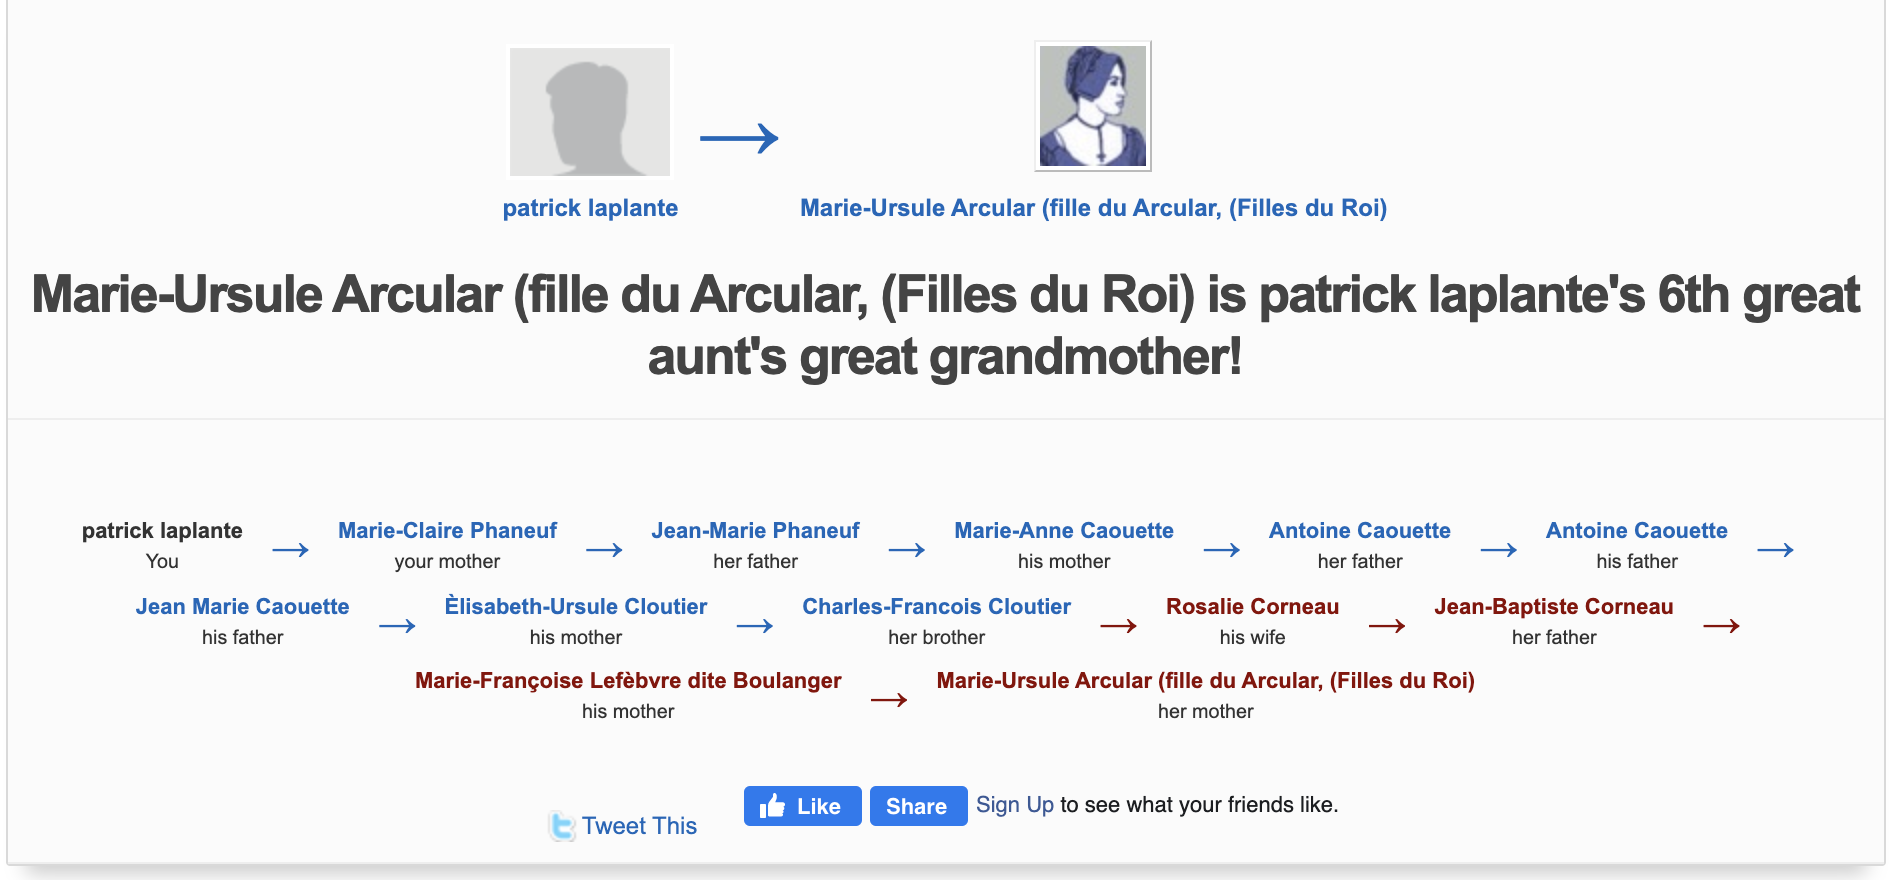 patrick laplante
Marie-Ursule Arcular (fille du Arcular, (Filles du Roi)
Marie-Ursule Arcular (fille du Arcular, (Filles du Roi) is patrick laplante's 6th great
aunt's great grandmother!
patrick laplante → Marie-Claire Phaneuf → Jean-Marie Phaneuf → Marie-Anne Caouette → Antoine Caouette → Antoine Caouette →
You your mother her father his mother her father his father
Jean Marie Caouette → Èlisabeth-Ursule Cloutier → Charles-Francois Cloutier → Rosalie Corneau → Jean-Baptiste Corneau →
his father his mother her brother his wife her father
Marie-Françoise Lefèbvre dite Boulanger → Marie-Ursule Arcular (fille du Arcular, (Filles du Roi)
his mother her mother
Tweet This Like Share Sign Up to see what your friends like.